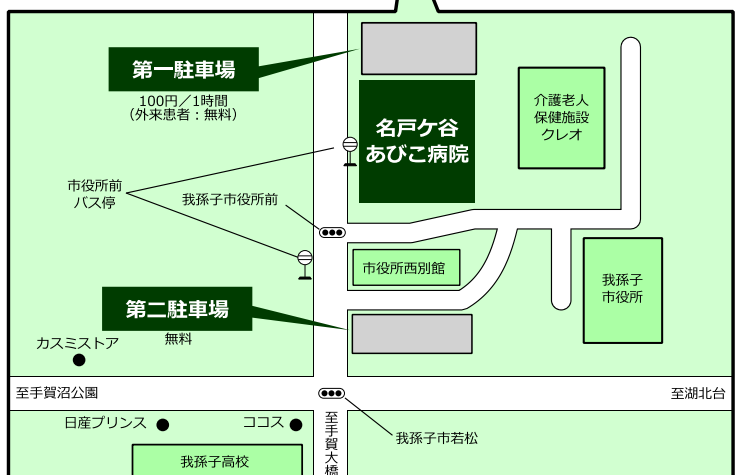 第一駐車場
100円／1時間
（外来患者：無料）
名戸ケ谷
あびこ病院
介護老人
保健施設
クレオ
市役所前
バス停
我孫子市役所前
市役所西別館
我孫子
市役所
第二駐車場
無料
カスミストア
至手賀沼公園
至湖北台
日産プリンス
ココス
至手賀大橋
我孫子市若松
我孫子高校